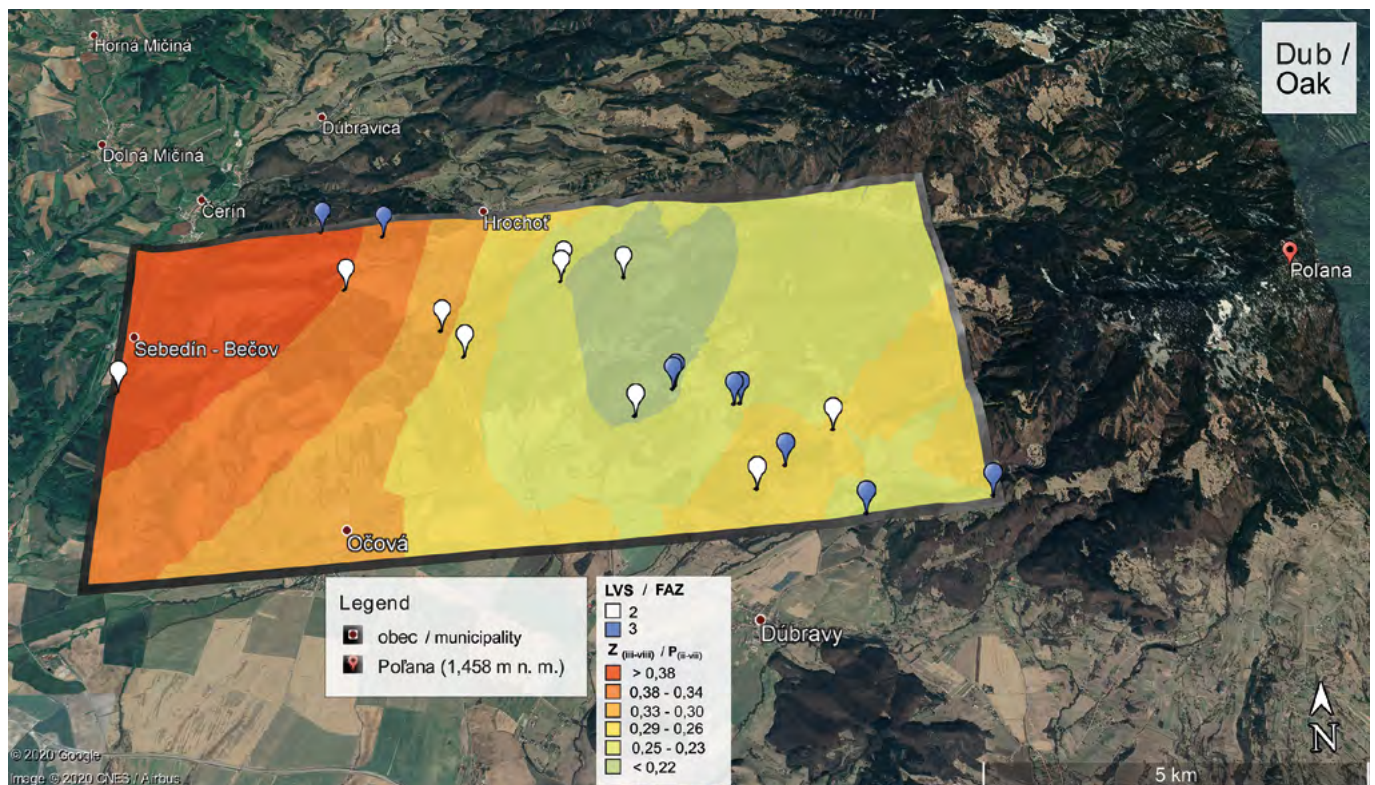 Horná Mičiná
Dub /
Oak
Dúbravica
Dolná Mičiná
Čerín
Hrochoť
Poľana
Sebedín - Bečov
Očová
Legend
obec / municipality
Poľana (1,458 m n. m.)
LVS / FAZ
2
3
Z (iii-viii) / P (ii-vii)
> 0,38
0,38 - 0,34
0,33 - 0,30
0,29 - 0,26
0,25 - 0,23
< 0,22
Dúbravy
N
© 2020 Google
Image © 2020 CNES / Airbus
5 km